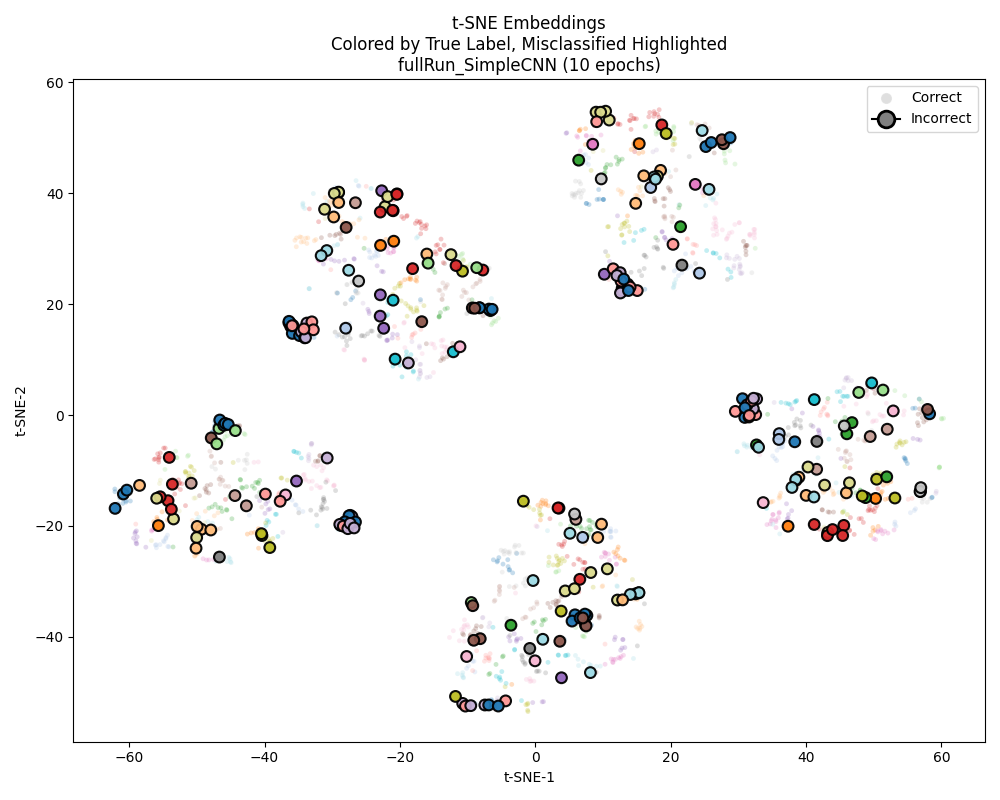 t-SNE Embeddings
Colored by True Label, Misclassified Highlighted
fullRun_SimpleCNN (10 epochs)
Correct
Incorrect
60
40
20
0
−20
−40
t-SNE-2
−60
−40
−20
0
20
40
60
t-SNE-1